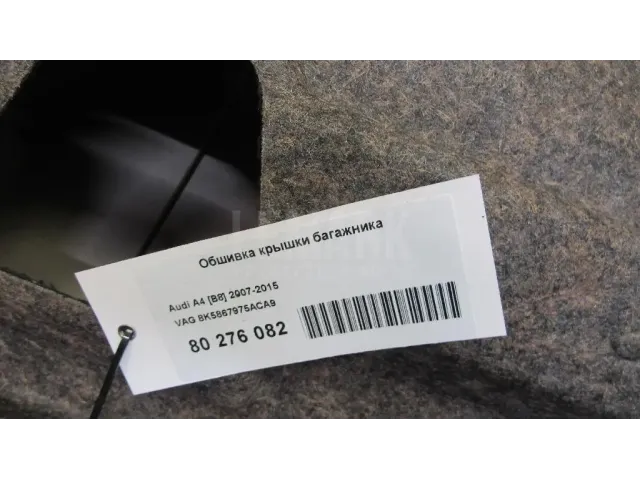 Обшивка крышки багажника
Audi A4 [B8] 2007-2015
VAG 8K5867975ACA9
80 276 082